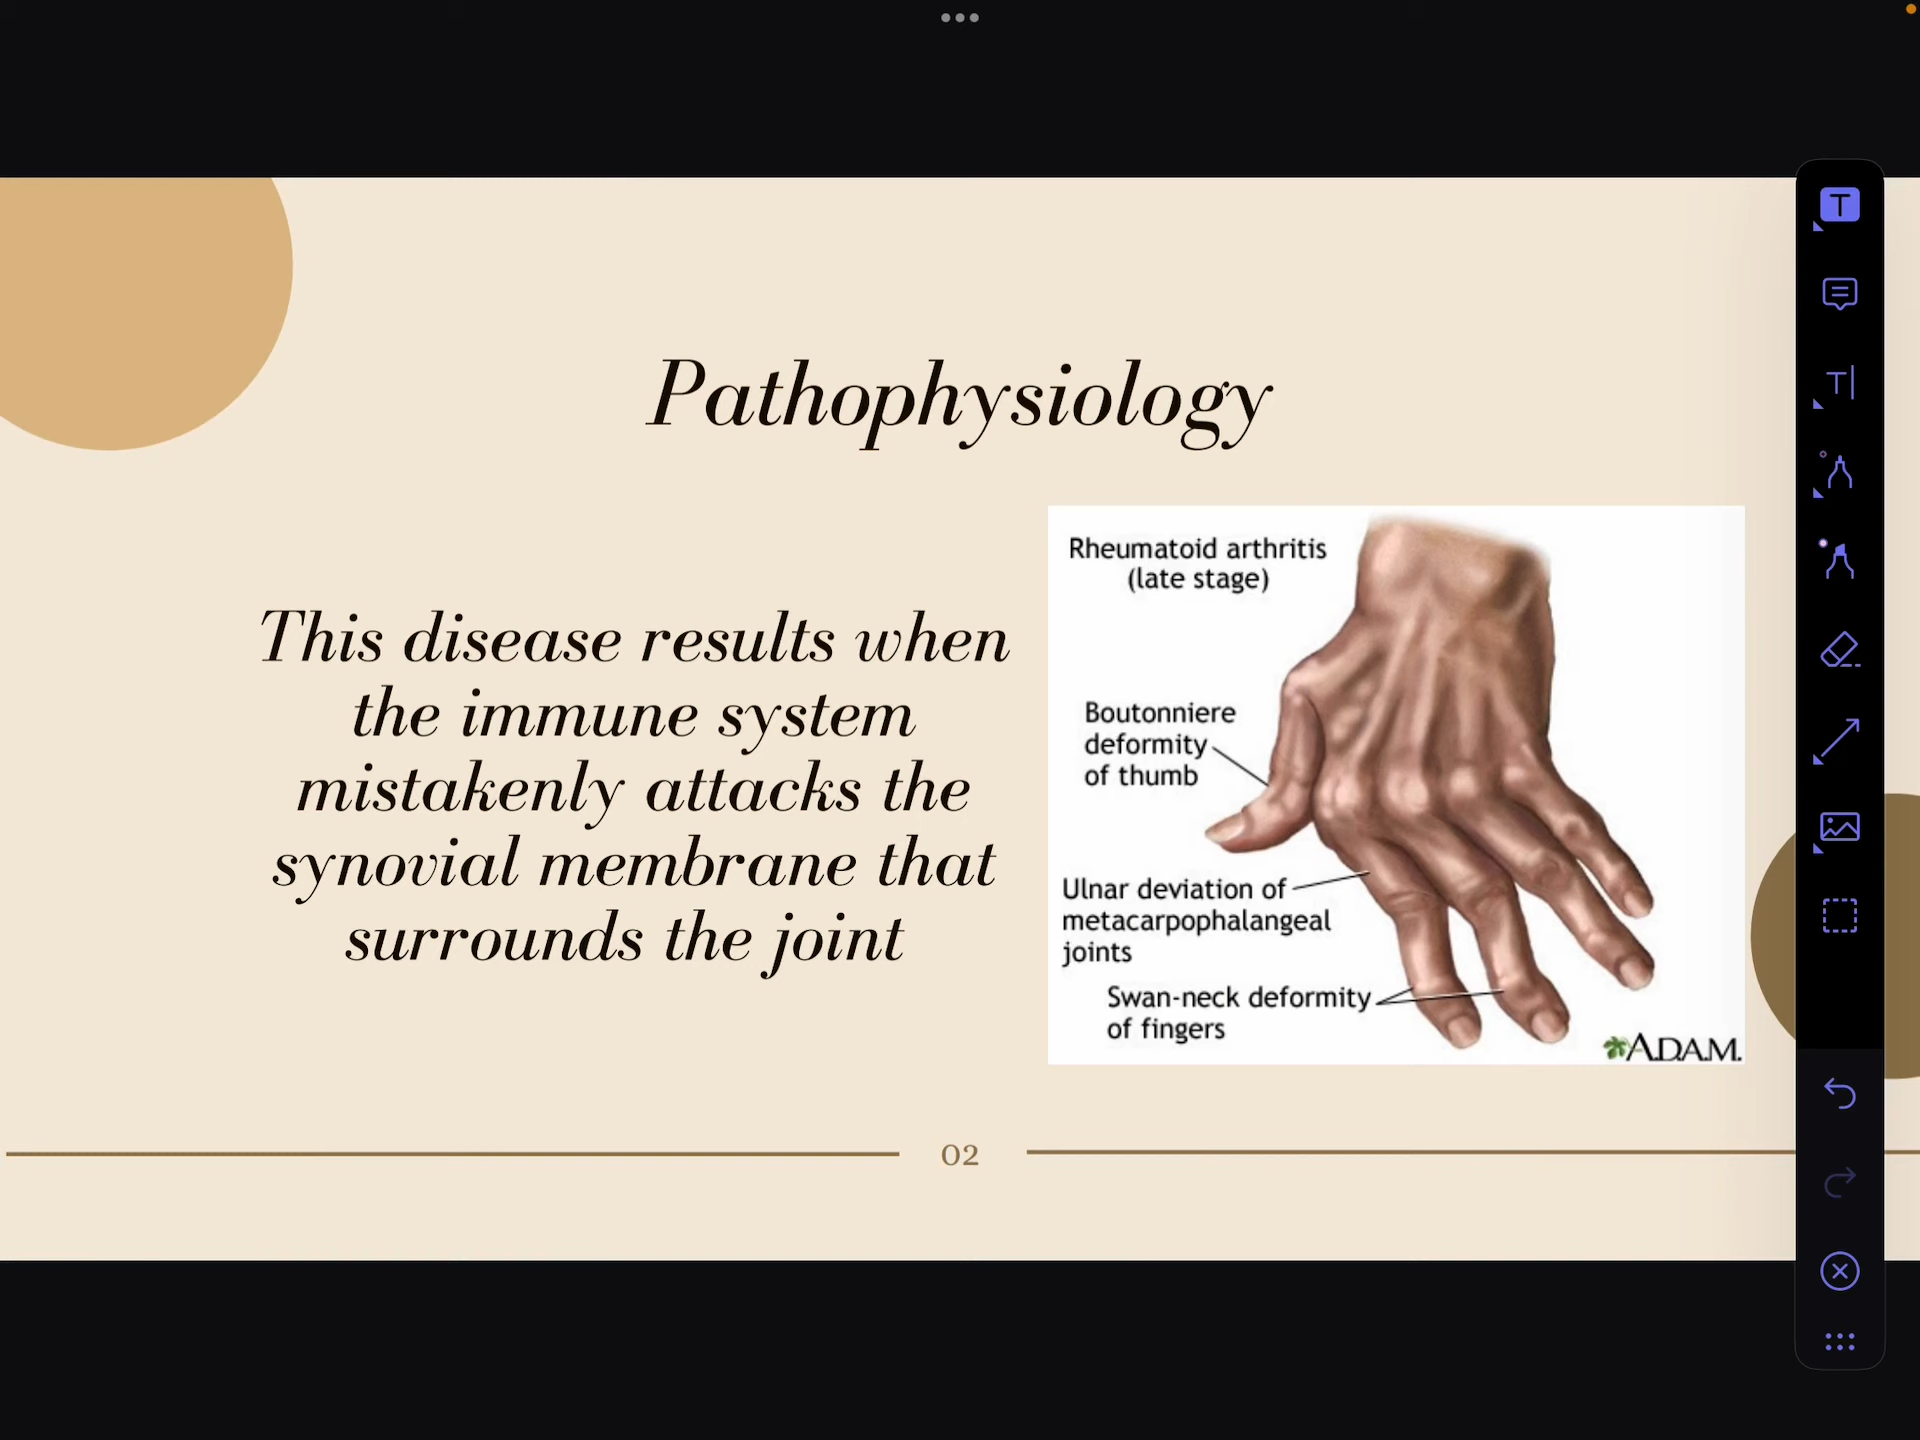 Pathophysiology
This disease results when
the immune system
mistakenly attacks the
synovial membrane that
surrounds the joint
Rheumatoid arthritis
(late stage)
Boutonniere
deformity
of thumb
Ulnar deviation of
metacarpophalangeal
joints
Swan-neck deformity
of fingers
A.D.A.M.
02
T
T